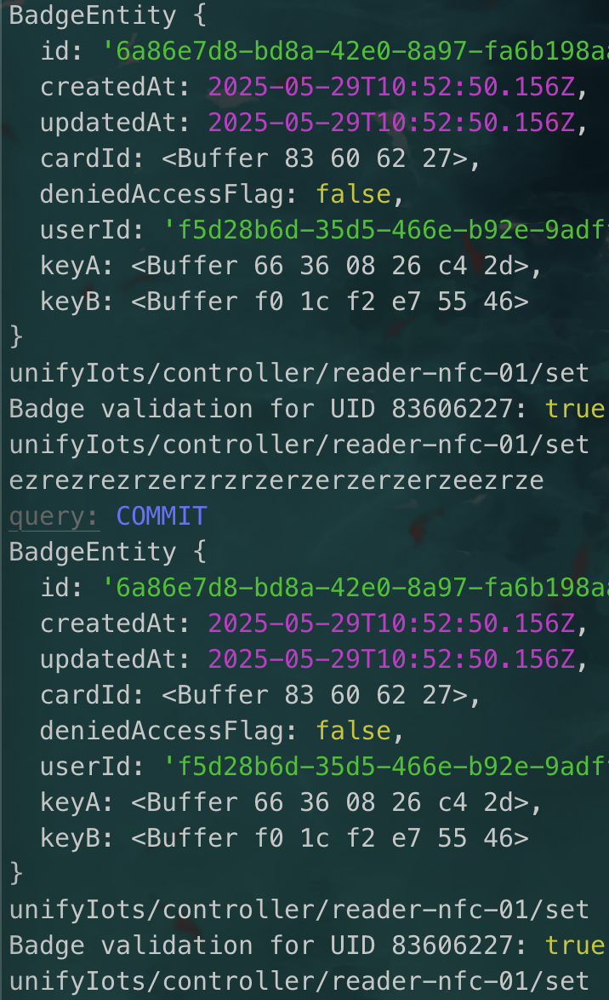 BadgeEntity {
id: '6a86e7d8-bd8a-42e0-8a97-fa6b198a
createdAt: 2025-05-29T10:52:50.156Z,
updatedAt: 2025-05-29T10:52:50.156Z,
cardId: <Buffer 83 60 62 27>,
deniedAccessFlag: false,
userId: 'f5d28b6d-35d5-466e-b92e-9adf
keyA: <Buffer 66 36 08 26 c4 2d>,
keyB: <Buffer f0 1c f2 e7 55 46>
}
unifyIots/controller/reader-nfc-01/set
Badge validation for UID 83606227: true
unifyIots/controller/reader-nfc-01/set
ezrezrezrzerzrzrzerzerzerzerzeezrze
query: COMMIT
BadgeEntity {
id: '6a86e7d8-bd8a-42e0-8a97-fa6b198a
createdAt: 2025-05-29T10:52:50.156Z,
updatedAt: 2025-05-29T10:52:50.156Z,
cardId: <Buffer 83 60 62 27>,
deniedAccessFlag: false,
userId: 'f5d28b6d-35d5-466e-b92e-9adf
keyA: <Buffer 66 36 08 26 c4 2d>,
keyB: <Buffer f0 1c f2 e7 55 46>
}
unifyIots/controller/reader-nfc-01/set
Badge validation for UID 83606227: true
unifyIots/controller/reader-nfc-01/set